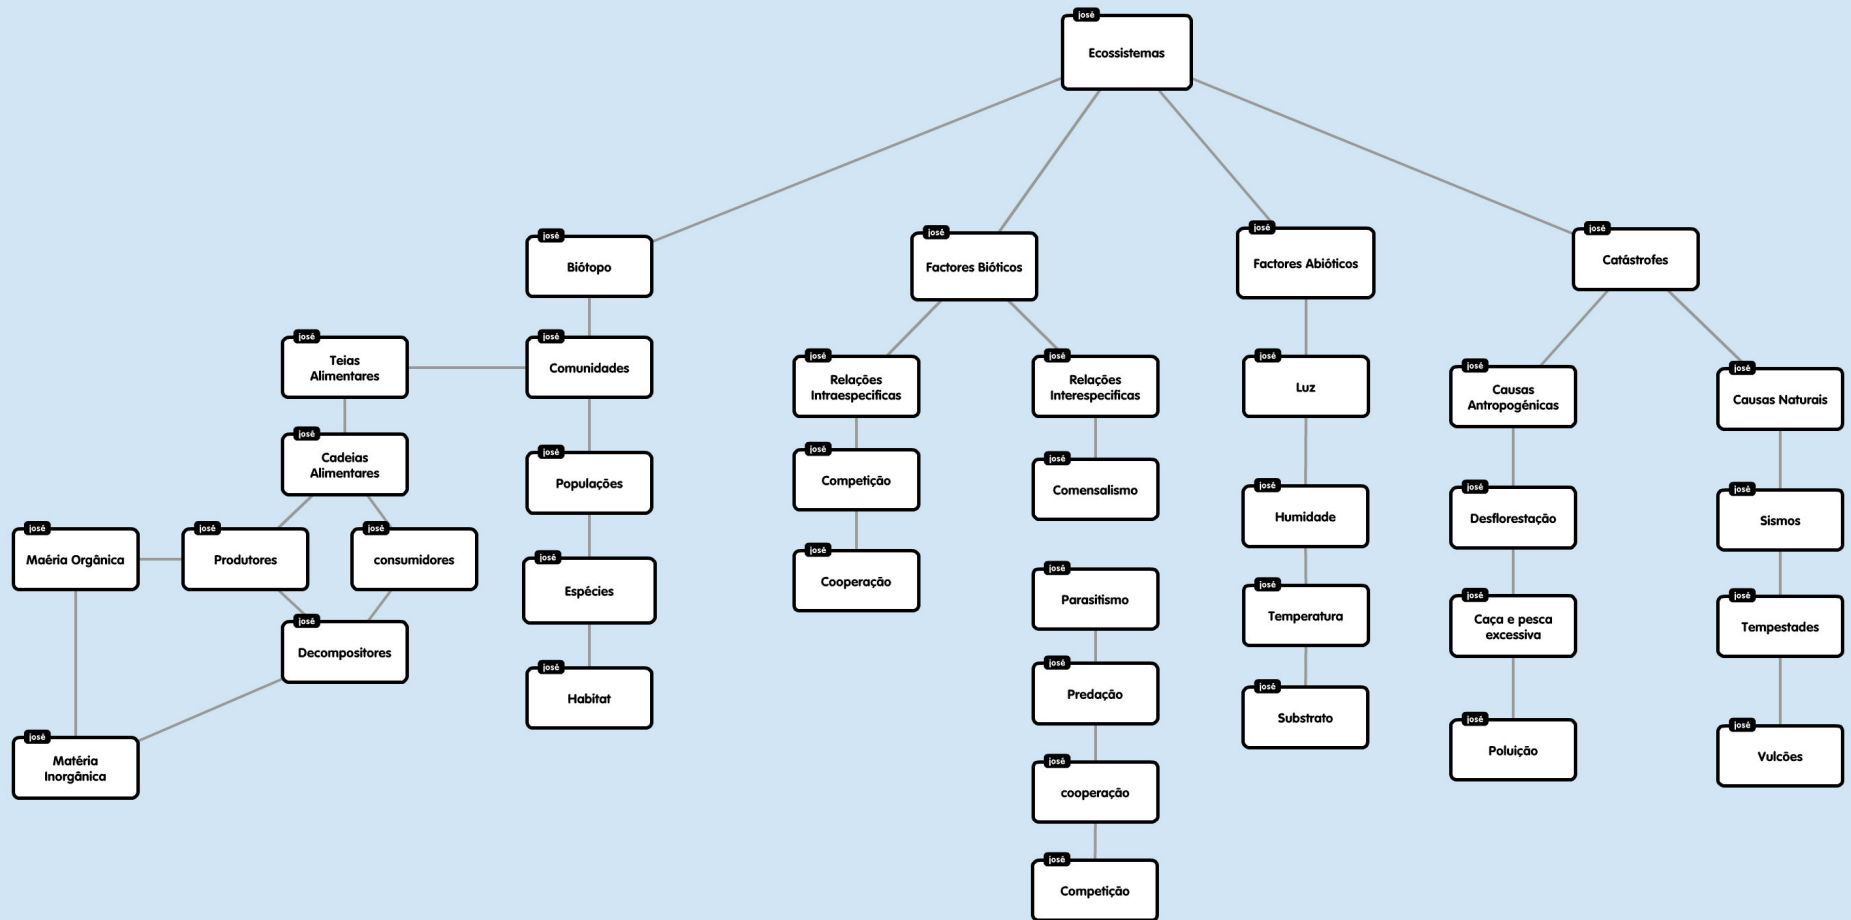 josé
Ecossistemas
josé
Biótopo
josé
Factores Bióticos
josé
Factores Abióticos
josé
Catástrofes
josé
Teias
Alimentares
josé
Comunidades
josé
Relações
Intraespecificas
josé
Relações
Interespecificas
josé
Luz
josé
Causas
Antropogénicas
josé
Causas Naturais
josé
Cadeias
Alimentares
josé
Populações
josé
Competição
josé
Comensalismo
josé
Humidade
josé
Desflorestação
josé
Sismos
josé
Maéria Orgânica
josé
Produtores
josé
consumidores
josé
Espécies
josé
Cooperação
josé
Parasitismo
josé
Temperatura
josé
Caça e pesca
excessiva
josé
Tempestades
josé
Decompositores
josé
Habitat
josé
Predação
josé
Substrato
josé
Poluição
josé
Vulcões
josé
Matéria
Inorgânica
josé
cooperação
josé
Competição